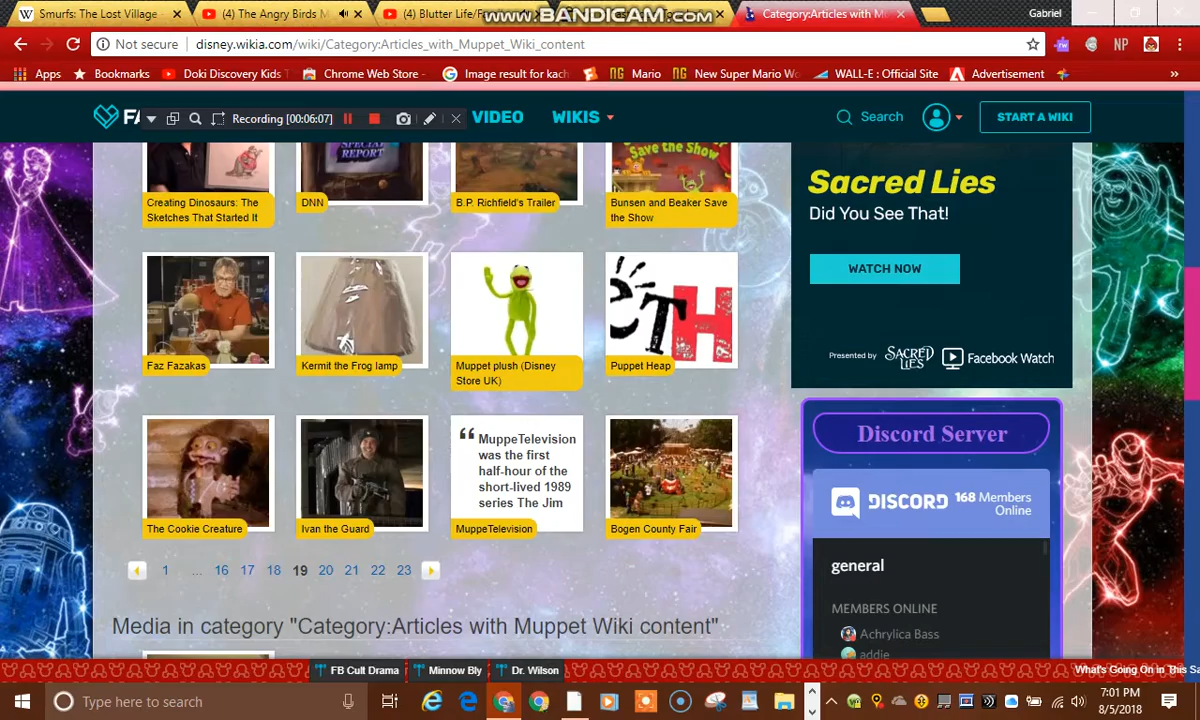 Smurfs: The Lost Village
(4) The Angry Birds M
(4) Blutter Life/F
www.BANDICAM.com
Category:Articles with M
Gabriel
Not secure
disney.wikia.com/wiki/Category:Articles_with_Muppet_Wiki_content
Apps
Bookmarks
Doki Discovery Kids
Chrome Web Store -
Image result for kach
Mario
New Super Mario Wo
WALL-E : Official Site
Advertisement
»
FA
Recording [00:06:07]
VIDEO
WIKIS
Search
START A WIKI
SPECIAL
REPORT
Save the Show
Creating Dinosaurs: The
Sketches That Started It
DNN
B.P. Richfield's Trailer
Bunsen and Beaker Save
the Show
Faz Fazakas
Kermit the Frog lamp
Muppet plush (Disney
Store UK)
Puppet Heap
“ MuppeTelevision
was the first
half-hour of the
short-lived 1989
series The Jim
The Cookie Creature
Ivan the Guard
MuppeTelevision
Bogen County Fair
1 ... 16 17 18 19 20 21 22 23
Media in category "Category:Articles with Muppet Wiki content"
Sacred Lies
Did You See That!
WATCH NOW
Presented by SACRED LIES Facebook Watch
Discord Server
DISCORD 168 Members
Online
general
MEMBERS ONLINE
Achrylica Bass
addie
FB Cult Drama
Minnow Bly
Dr. Wilson
What's Going On in This Sa
Type here to search
7:01 PM
8/5/2018